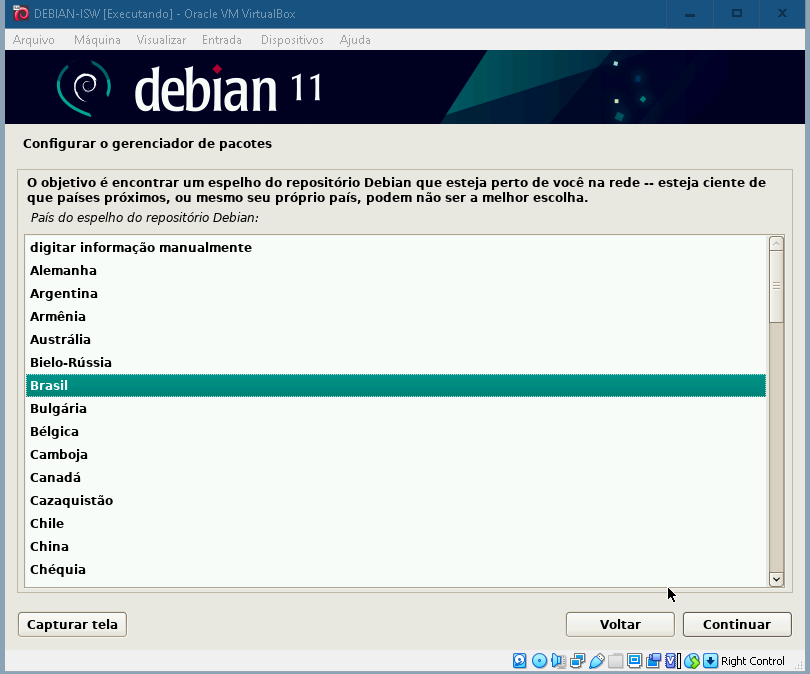 DEBIAN-ISW [Executando] - Oracle VM VirtualBox
Arquivo Máquina Visualizar Entrada Dispositivos Ajuda
debian 11
Configurar o gerenciador de pacotes
O objetivo é encontrar um espelho do repositório Debian que esteja perto de você na rede -- esteja ciente de
que países próximos, ou mesmo seu próprio país, podem não ser a melhor escolha.
País do espelho do repositório Debian:
digitar informação manualmente
Alemanha
Argentina
Armênia
Austrália
Bielo-Rússia
Brasil
Bulgária
Bélgica
Camboja
Canadá
Cazaquistão
Chile
China
Chéquia
Capturar tela Voltar Continuar
Right Control